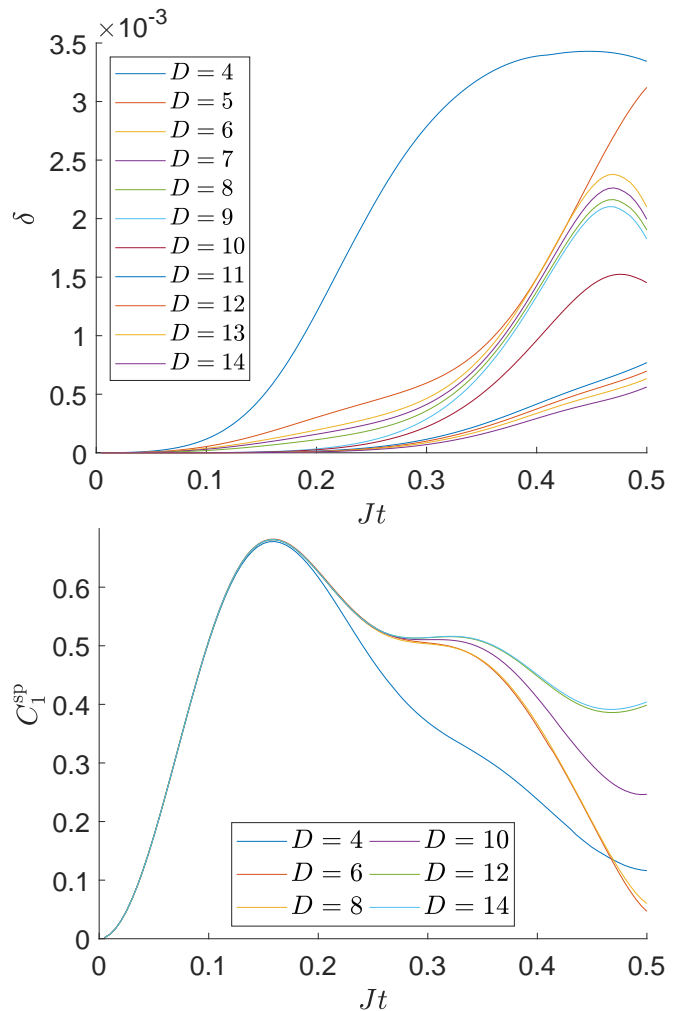 ×10⁻³
3.5
3
2.5
2
1.5
1
0.5
0
δ
D = 4
D = 5
D = 6
D = 7
D = 8
D = 9
D = 10
D = 11
D = 12
D = 13
D = 14
0 0.1 0.2 0.3 0.4 0.5
Jt
0.6
0.5
0.4
0.3
0.2
0.1
0
C₁ˢᵖ
D = 4 D = 10
D = 6 D = 12
D = 8 D = 14
0 0.1 0.2 0.3 0.4 0.5
Jt